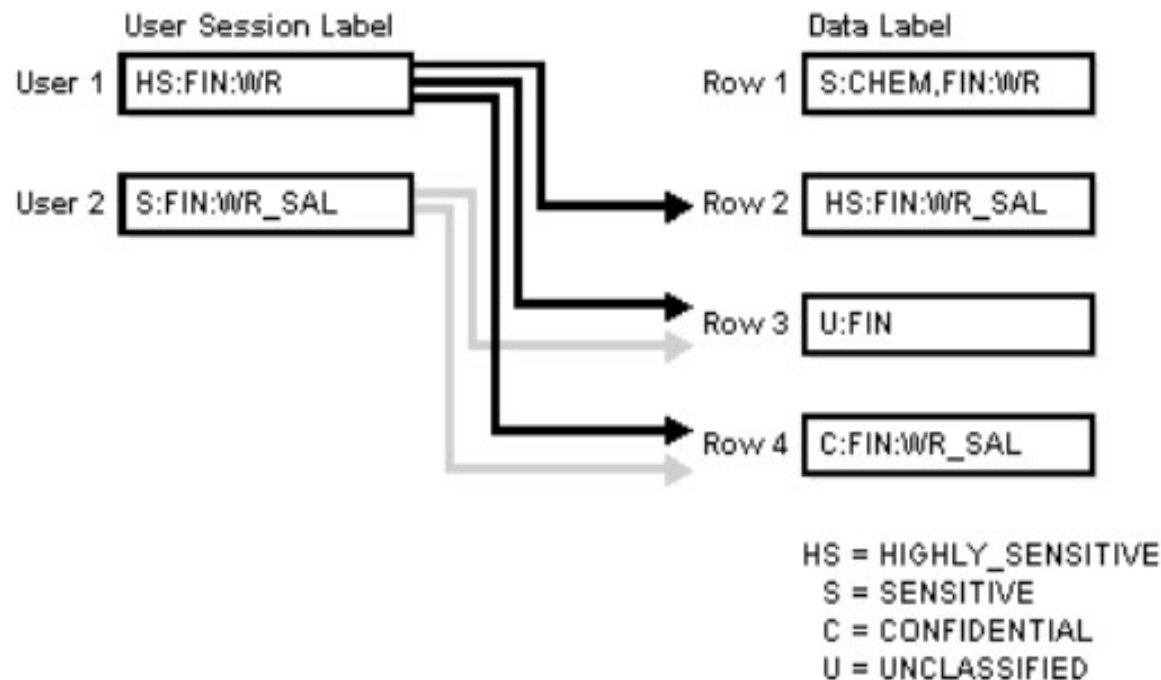 User Session Label Data Label
User 1 HS:FIN:WR Row 1 S:CHEM,FIN:WR
User 2 S:FIN:WR_SAL Row 2 HS:FIN:WR_SAL
Row 3 U:FIN
Row 4 C:FIN:WR_SAL
HS = HIGHLY_SENSITIVE
S = SENSITIVE
C = CONFIDENTIAL
U = UNCLASSIFIED